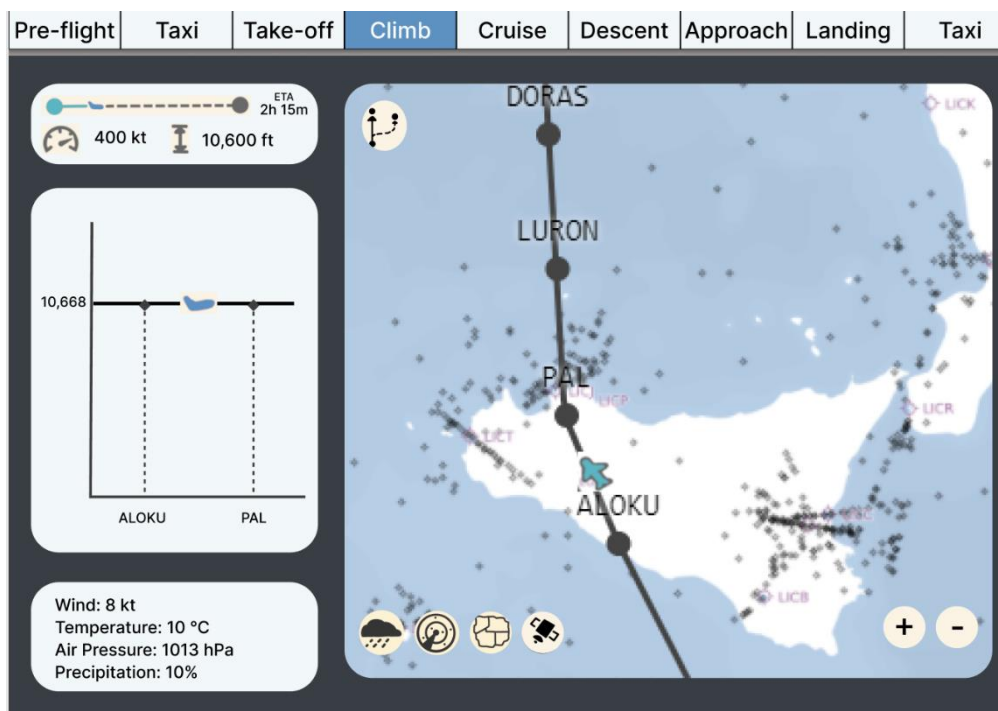 Pre-flight
Taxi
Take-off
Climb
Cruise
Descent
Approach
Landing
Taxi
ETA
2h 15m
400 kt
10,600 ft
10,668
ALOKU
PAL
Wind: 8 kt
Temperature: 10 °C
Air Pressure: 1013 hPa
Precipitation: 10%
DORAS
LICK
LURON
PAL
LICJ
LICP
LICR
LICT
ALOKU
LICB
+
-